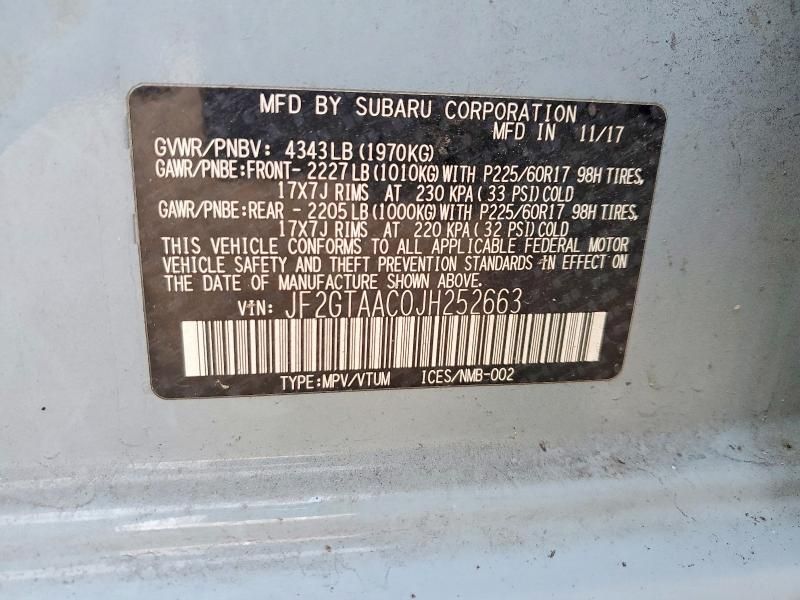 MFD BY SUBARU CORPORATION
MFD IN 11/17
GVWR/PNBV: 4343LB(1970KG)
GAWR/PNBE:FRONT- 2227LB(1010KG)WITH P225/60R17 98H TIRES,
17X7J RIMS AT 230 KPA(33 PSI)COLD
GAWR/PNBE:REAR - 2205LB(1000KG)WITH P225/60R17 98H TIRES,
17X7J RIMS AT 220 KPA(32 PSI)COLD
THIS VEHICLE CONFORMS TO ALL APPLICABLE FEDERAL MOTOR
VEHICLE SAFETY AND THEFT PREVENTION STANDARDS IN EFFECT ON
THE DATE OF MANUFACTURE SHOWN ABOVE.
VIN: JF2GTAAC0JH252663
TYPE:MPV/VTUM ICES/NMB-002